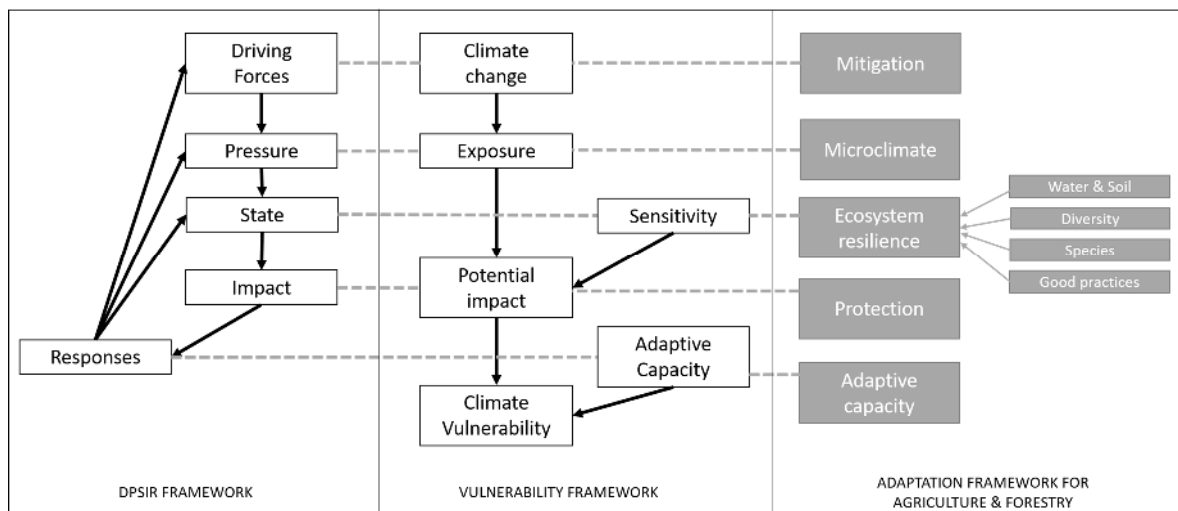 Driving
Forces
Pressure
State
Impact
Responses
DPSIR FRAMEWORK
Climate
change
Exposure
Sensitivity
Potential
impact
Adaptive
Capacity
Climate
Vulnerability
VULNERABILITY FRAMEWORK
Mitigation
Microclimate
Ecosystem
resilience
Water & Soil
Diversity
Species
Good practices
Protection
Adaptive
capacity
ADAPTATION FRAMEWORK FOR
AGRICULTURE & FORESTRY